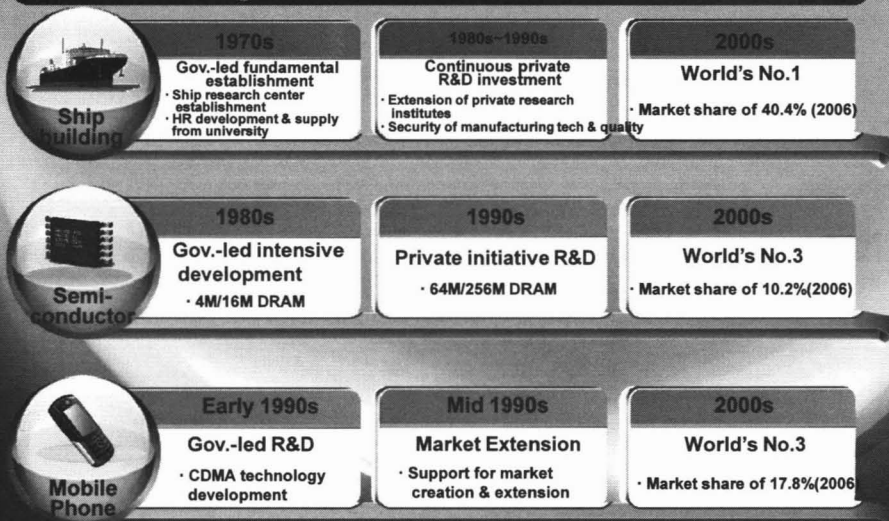 Ship
building
1970s
Gov.-led fundamental
establishment
· Ship research center
establishment
· HR development & supply
from university
1980s~1990s
Continuous private
R&D investment
· Extension of private research
institutes
· Security of manufacturing tech & quality
2000s
World's No.1
· Market share of 40.4% (2006)
Semi-
conductor
1980s
Gov.-led intensive
development
· 4M/16M DRAM
1990s
Private initiative R&D
· 64M/256M DRAM
2000s
World's No.3
· Market share of 10.2%(2006)
Mobile
Phone
Early 1990s
Gov.-led R&D
· CDMA technology
development
Mid 1990s
Market Extension
· Support for market
creation & extension
2000s
World's No.3
· Market share of 17.8%(2006)